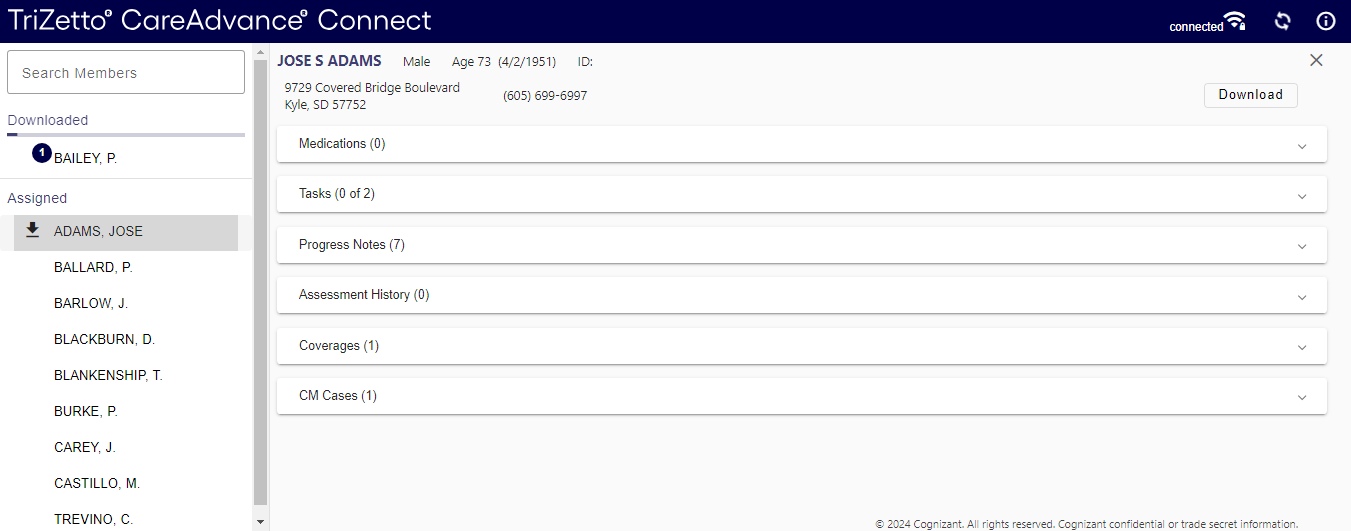 TriZetto® CareAdvance® Connect
connected
Search Members
Downloaded
1
BAILEY, P.
Assigned
ADAMS, JOSE
BALLARD, P.
BARLOW, J.
BLACKBURN, D.
BLANKENSHIP, T.
BURKE, P.
CAREY, J.
CASTILLO, M.
TREVINO, C.
JOSE S ADAMS Male Age 73 (4/2/1951) ID:
9729 Covered Bridge Boulevard
Kyle, SD 57752
(605) 699-6997
Download
Medications (0)
Tasks (0 of 2)
Progress Notes (7)
Assessment History (0)
Coverages (1)
CM Cases (1)
© 2024 Cognizant. All rights reserved. Cognizant confidential or trade secret information.